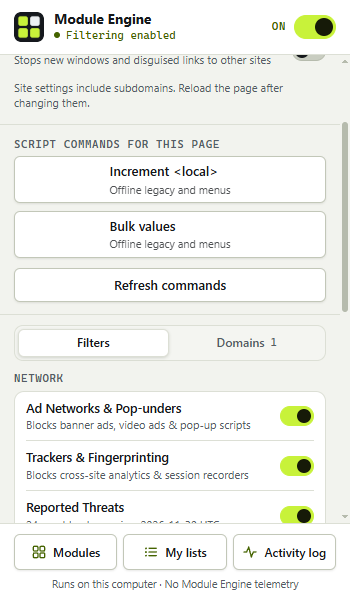 Module Engine
Filtering enabled
ON
Stops new windows and disguised links to other sites
Site settings include subdomains. Reload the page after
changing them.
SCRIPT COMMANDS FOR THIS PAGE
Increment <local>
Offline legacy and menus
Bulk values
Offline legacy and menus
Refresh commands
Filters
Domains 1
NETWORK
Ad Networks & Pop-unders
Blocks banner ads, video ads & pop-up scripts
Trackers & Fingerprinting
Blocks cross-site analytics & session recorders
Reported Threats
Modules
My lists
Activity log
Runs on this computer · No Module Engine telemetry